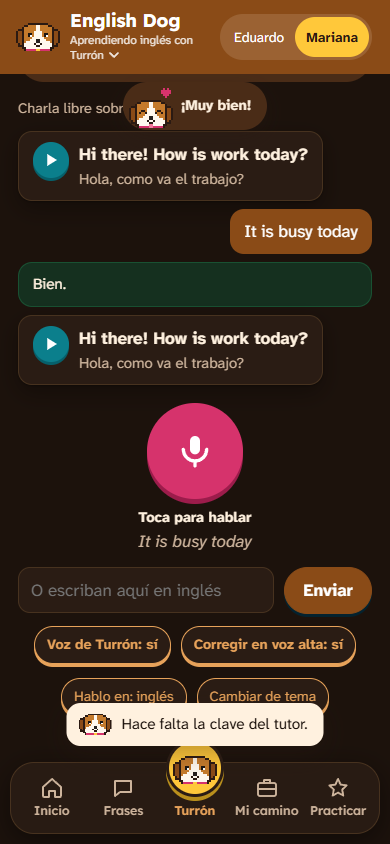 English Dog
Aprendiendo inglés con
Turrón
Eduardo
Mariana
Charla libre sobr
¡Muy bien!
Hi there! How is work today?
Hola, como va el trabajo?
It is busy today
Bien.
Hi there! How is work today?
Hola, como va el trabajo?
Toca para hablar
It is busy today
O escriban aquí en inglés
Enviar
Voz de Turrón: sí
Corregir en voz alta: sí
Hablo en: inglés
Cambiar de tema
Hace falta la clave del tutor.
Inicio
Frases
Turrón
Mi camino
Practicar